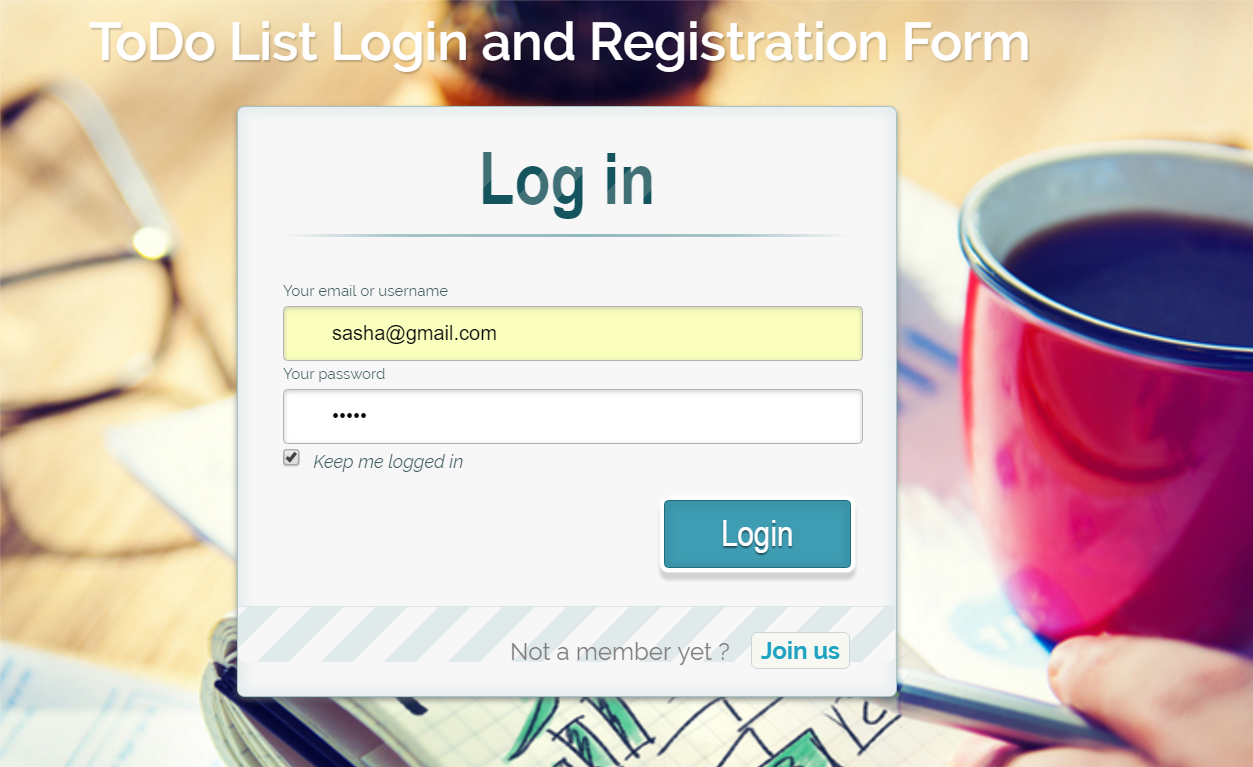 ToDo List Login and Registration Form
Log in
Your email or username
sasha@gmail.com
Your password
•••••
Keep me logged in
Login
Not a member yet ? Join us